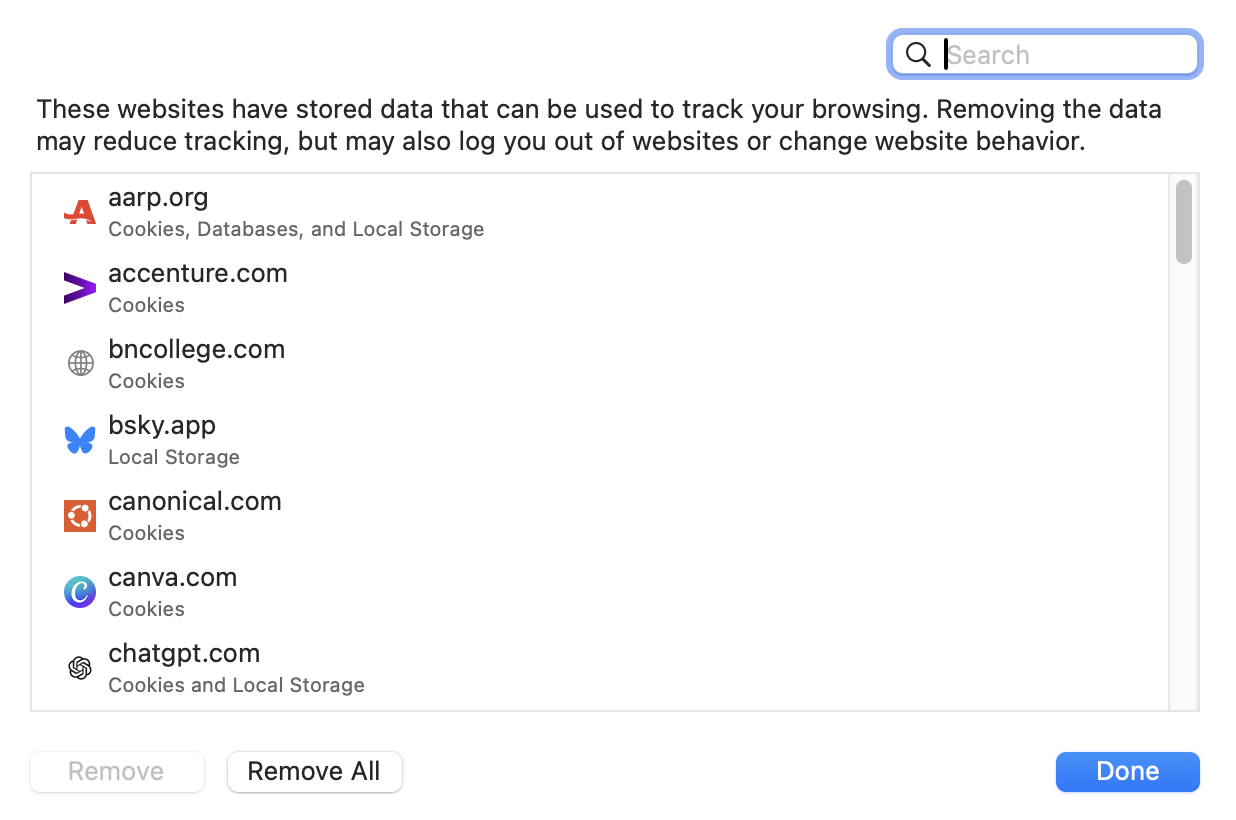 Search
These websites have stored data that can be used to track your browsing. Removing the data
may reduce tracking, but may also log you out of websites or change website behavior.
aarp.org
Cookies, Databases, and Local Storage
accenture.com
Cookies
bncollege.com
Cookies
bsky.app
Local Storage
canonical.com
Cookies
canva.com
Cookies
chatgpt.com
Cookies and Local Storage
Remove
Remove All
Done